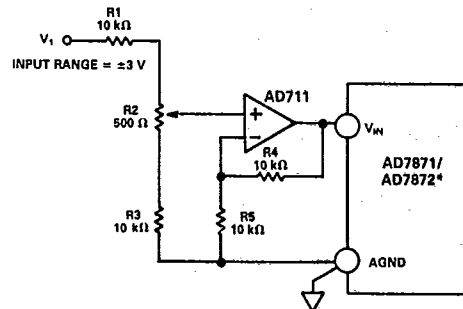 R1
10 kΩ
V1
INPUT RANGE = ±3 V
AD711
R2
500 Ω
+
−
VIN
R4
10 kΩ
AD7871/
AD7872*
R3
10 kΩ
R5
10 kΩ
AGND